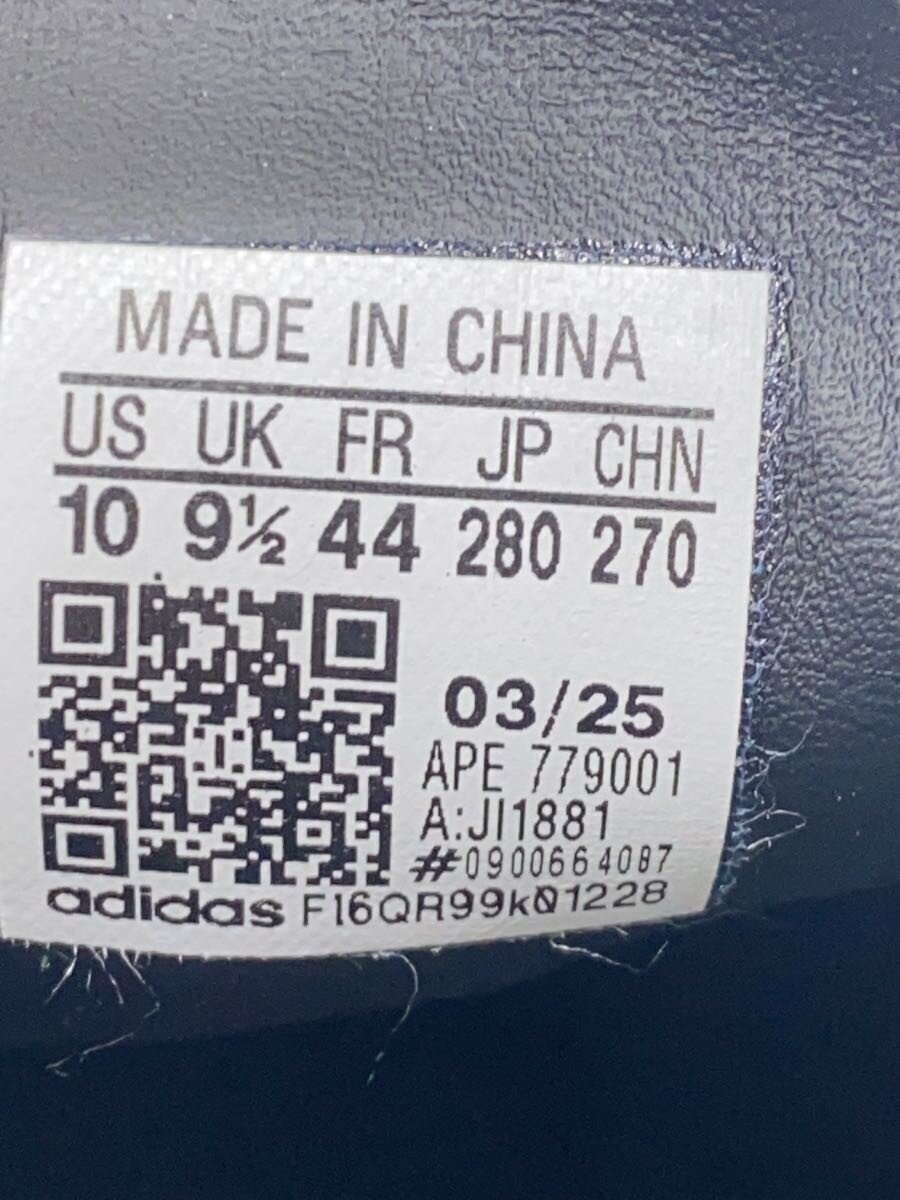 MADE IN CHINA
US UK FR JP CHN
10 9½ 44 280 270
03/25
APE 779001
A:JI1881
#0900664087
adidas F16QR99k01228